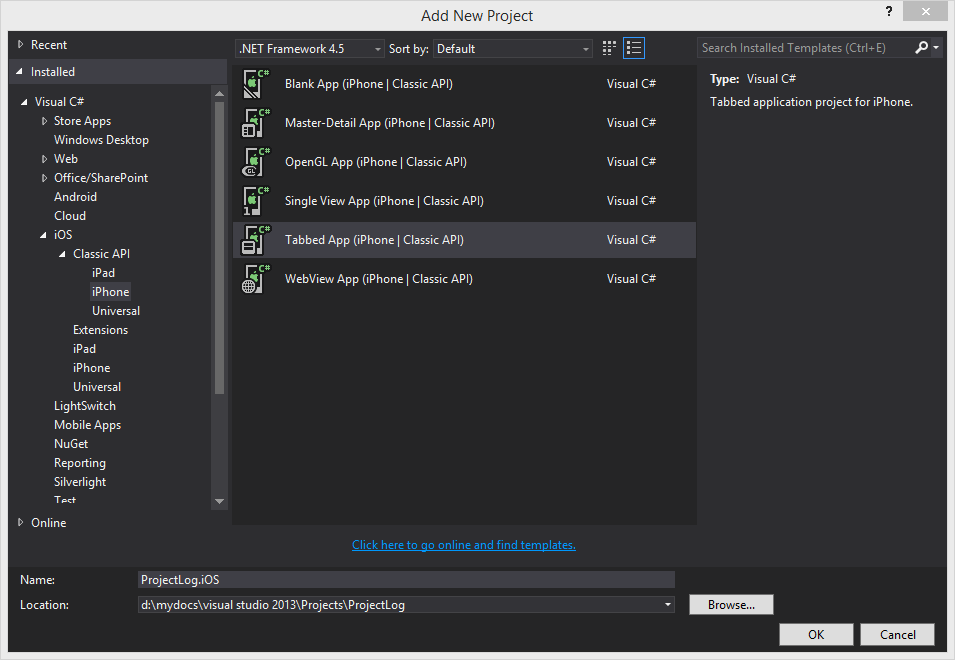 Add New Project
?
Recent
Installed
Visual C#
Store Apps
Windows Desktop
Web
Office/SharePoint
Android
Cloud
iOS
Classic API
iPad
iPhone
Universal
Extensions
iPad
iPhone
Universal
LightSwitch
Mobile Apps
NuGet
Reporting
Silverlight
Test
Online
.NET Framework 4.5 Sort by: Default
Blank App (iPhone | Classic API) Visual C#
Master-Detail App (iPhone | Classic API) Visual C#
OpenGL App (iPhone | Classic API) Visual C#
Single View App (iPhone | Classic API) Visual C#
Tabbed App (iPhone | Classic API) Visual C#
WebView App (iPhone | Classic API) Visual C#
Click here to go online and find templates.
Search Installed Templates (Ctrl+E)
Type: Visual C#
Tabbed application project for iPhone.
Name: ProjectLog.iOS
Location: d:\mydocs\visual studio 2013\Projects\ProjectLog
Browse...
OK Cancel